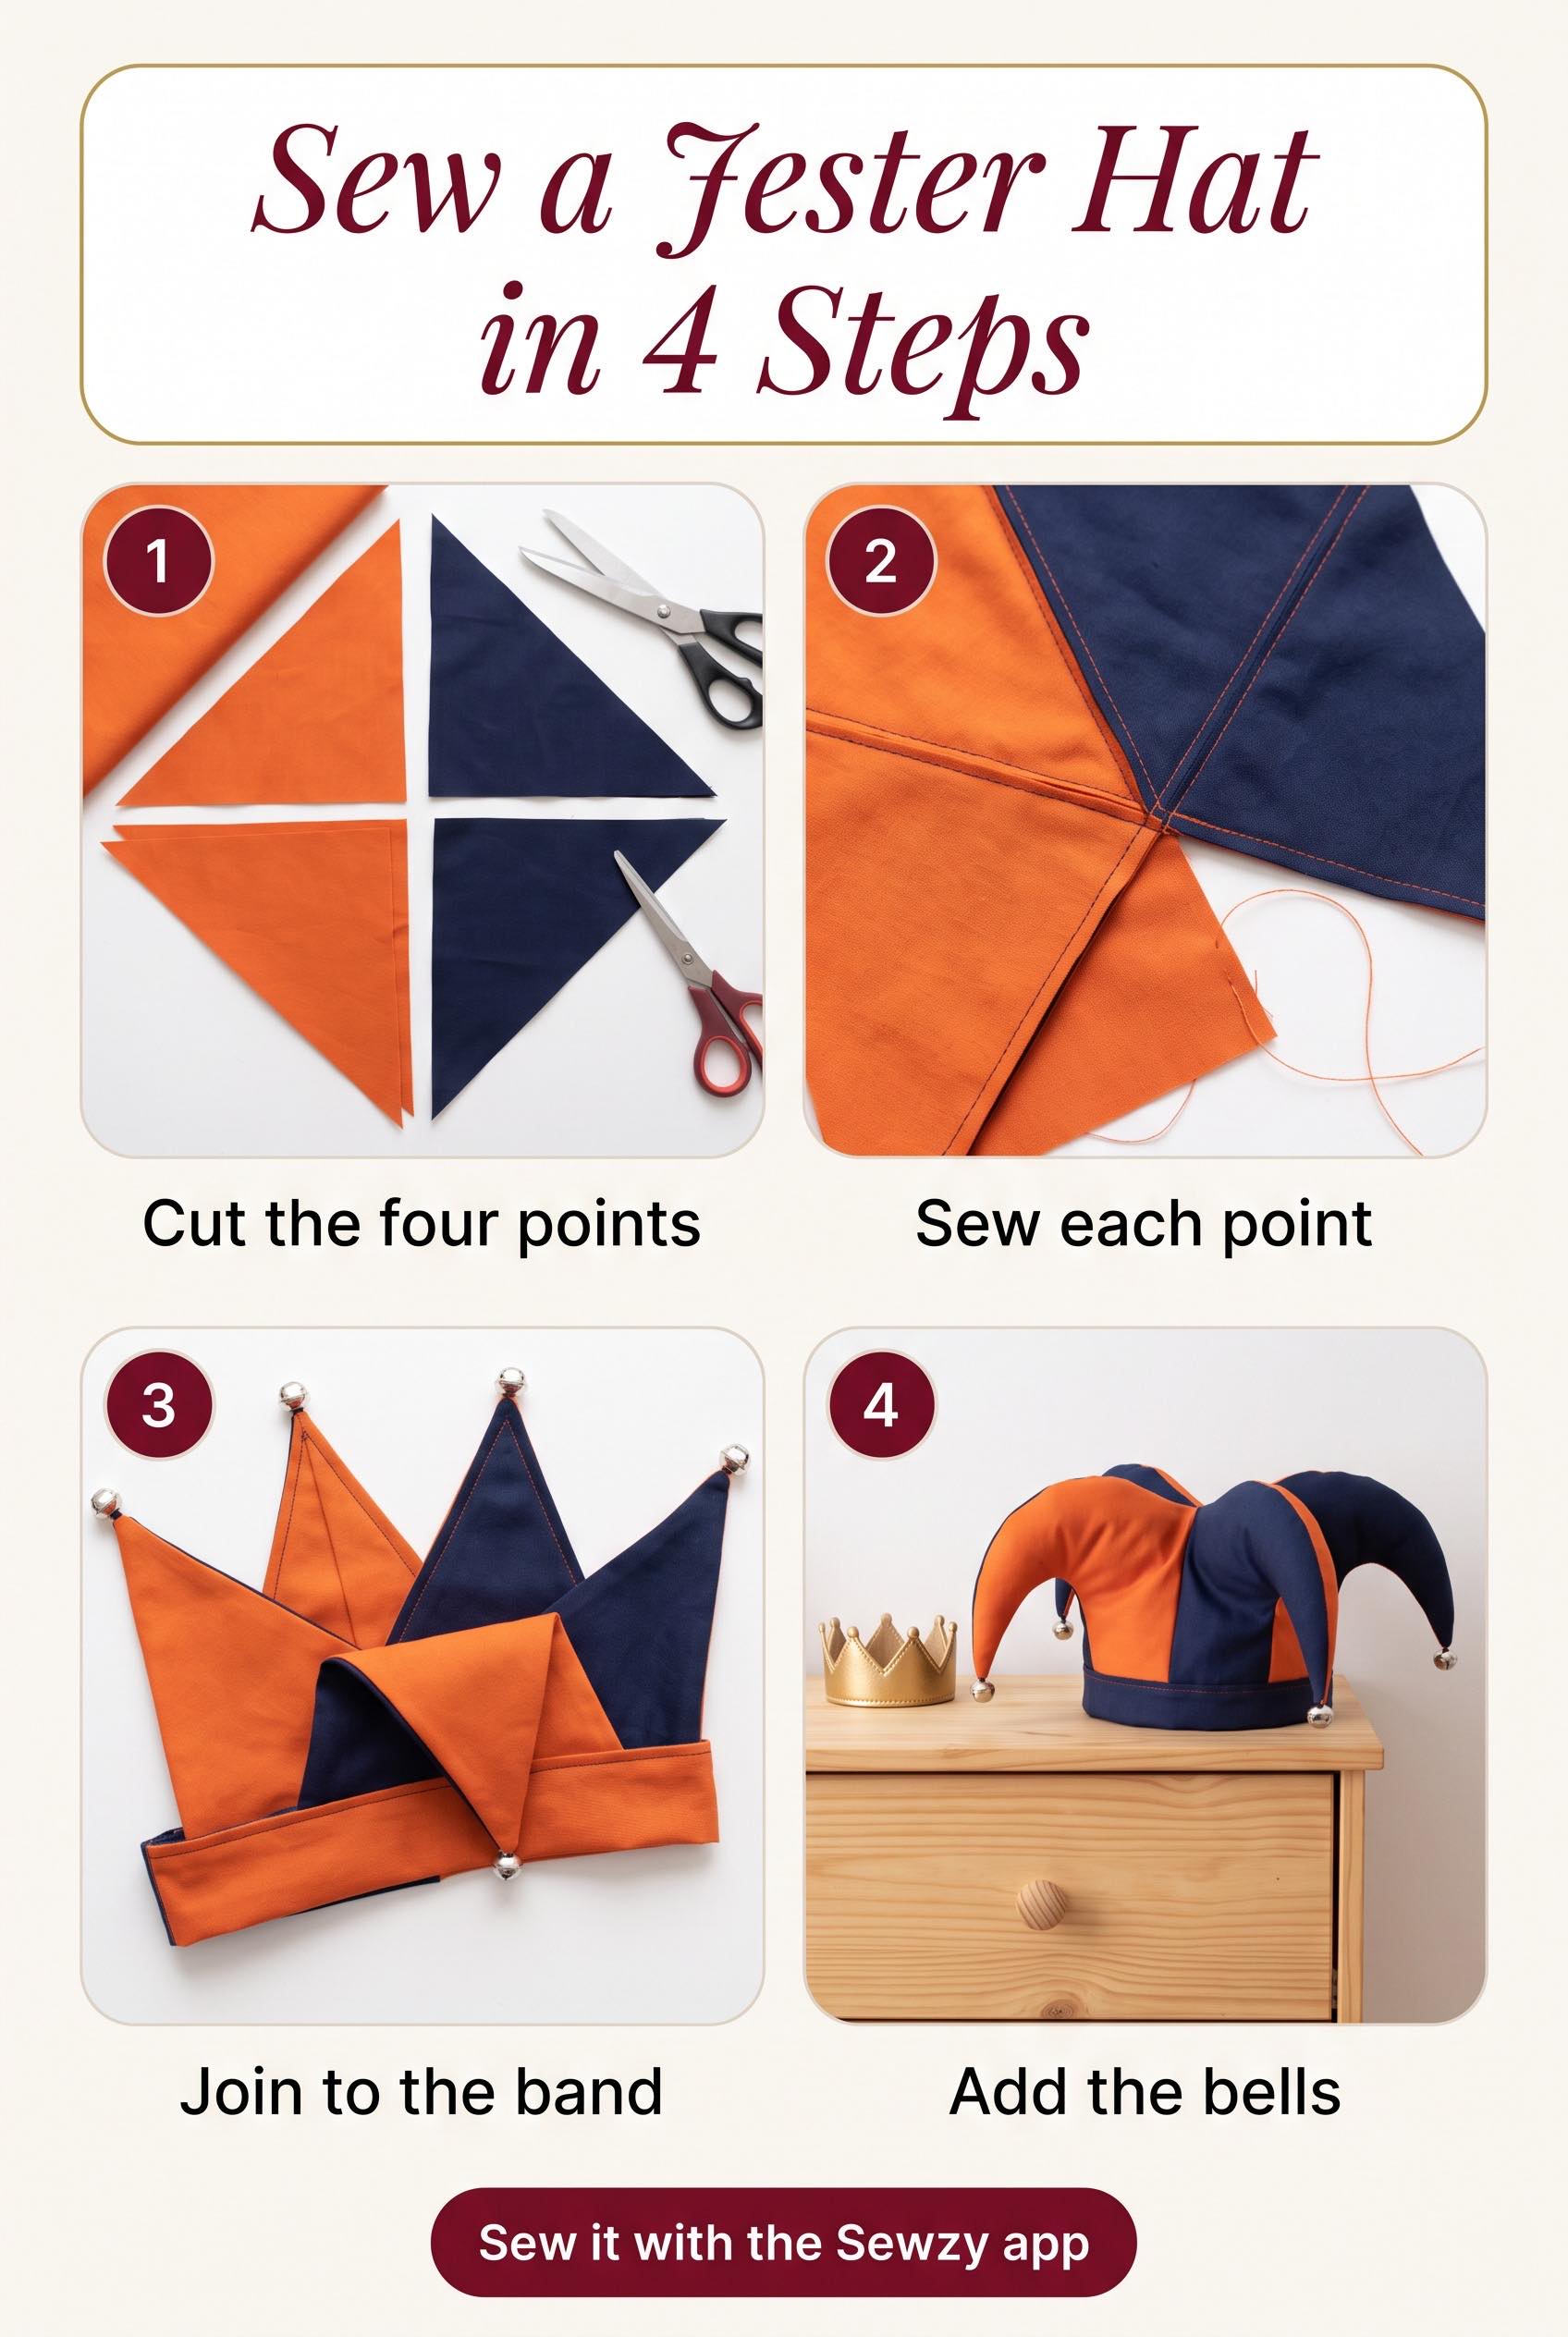 Sew a Jester Hat
in 4 Steps
1
2
Cut the four points
Sew each point
3
4
Join to the band
Add the bells
Sew it with the Sewzy app